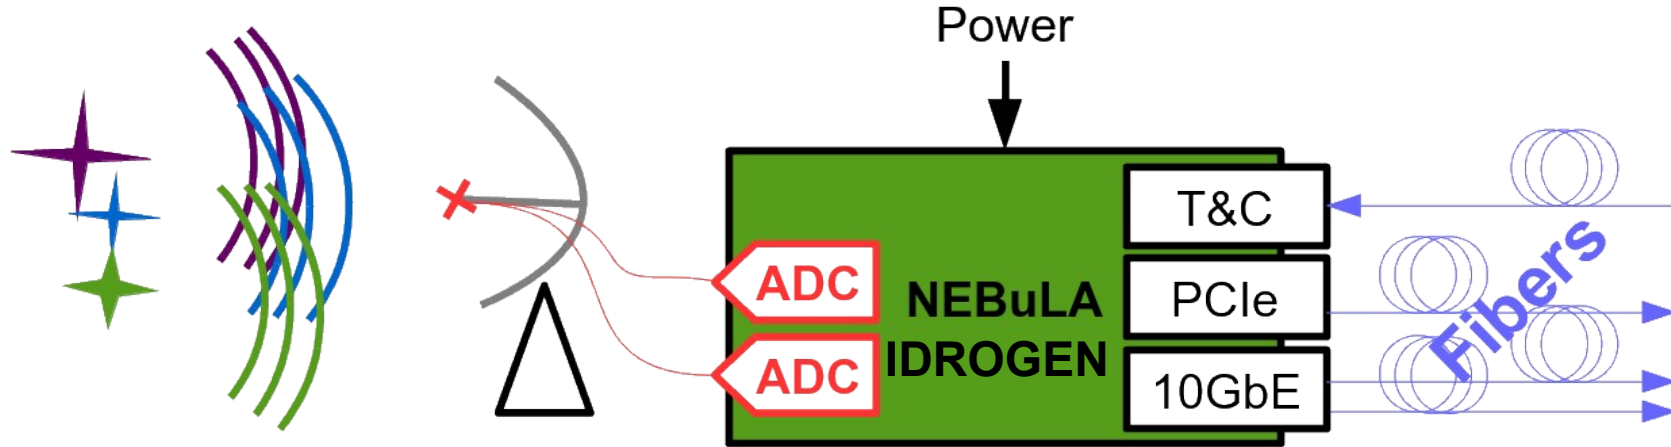 Power
T&C
ADC
NEBuLA
PCIe
Fibers
ADC
IDROGEN
10GbE